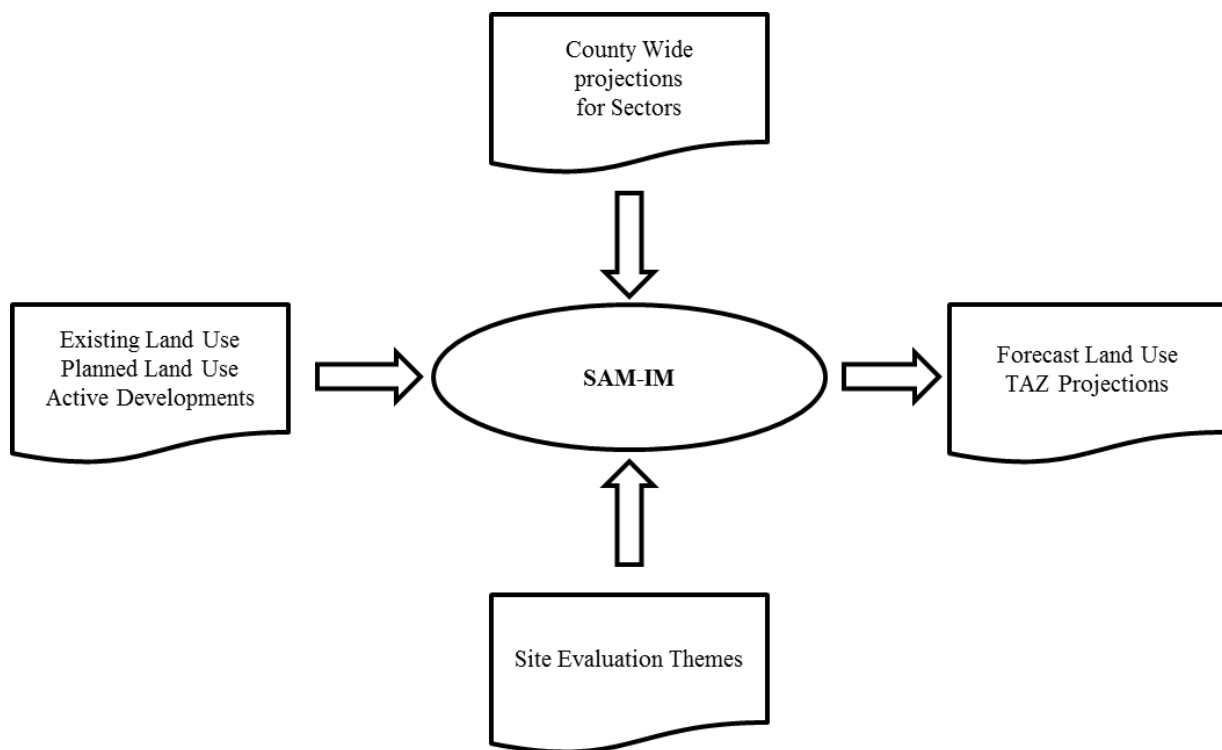 County Wide
projections
for Sectors
Existing Land Use
Planned Land Use
Active Developments
SAM-IM
Forecast Land Use
TAZ Projections
Site Evaluation Themes